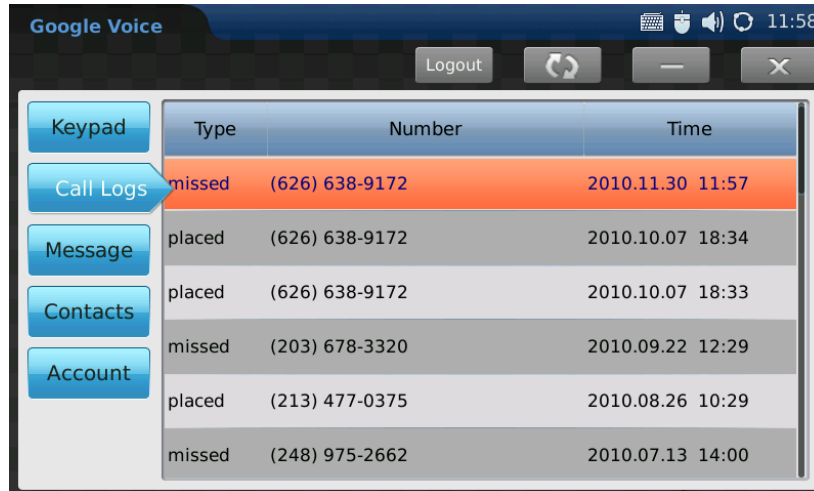 Google Voice 11:58
Logout
Keypad
Call Logs
Message
Contacts
Account
Type Number Time
missed (626) 638-9172 2010.11.30 11:57
placed (626) 638-9172 2010.10.07 18:34
placed (626) 638-9172 2010.10.07 18:33
missed (203) 678-3320 2010.09.22 12:29
placed (213) 477-0375 2010.08.26 10:29
missed (248) 975-2662 2010.07.13 14:00